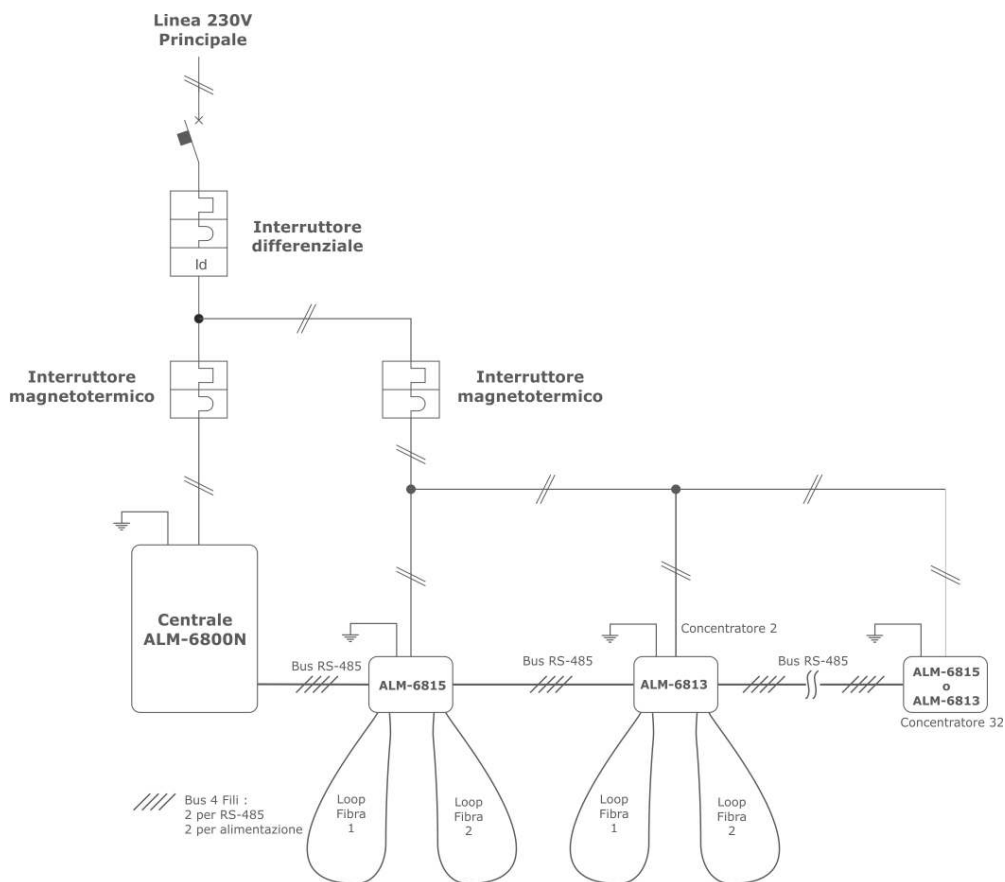 Linea 230V
Principale
Interruttore
differenziale
Id
Interruttore
magnetotermico
Interruttore
magnetotermico
Centrale
ALM-6800N
Bus RS-485
ALM-6815
Bus RS-485
Concentratore 2
ALM-6813
Bus RS-485
ALM-6815
o
ALM-6813
Concentratore 32
Loop
Fibra
1
Loop
Fibra
2
Loop
Fibra
1
Loop
Fibra
2
Bus 4 Fili :
2 per RS-485
2 per alimentazione